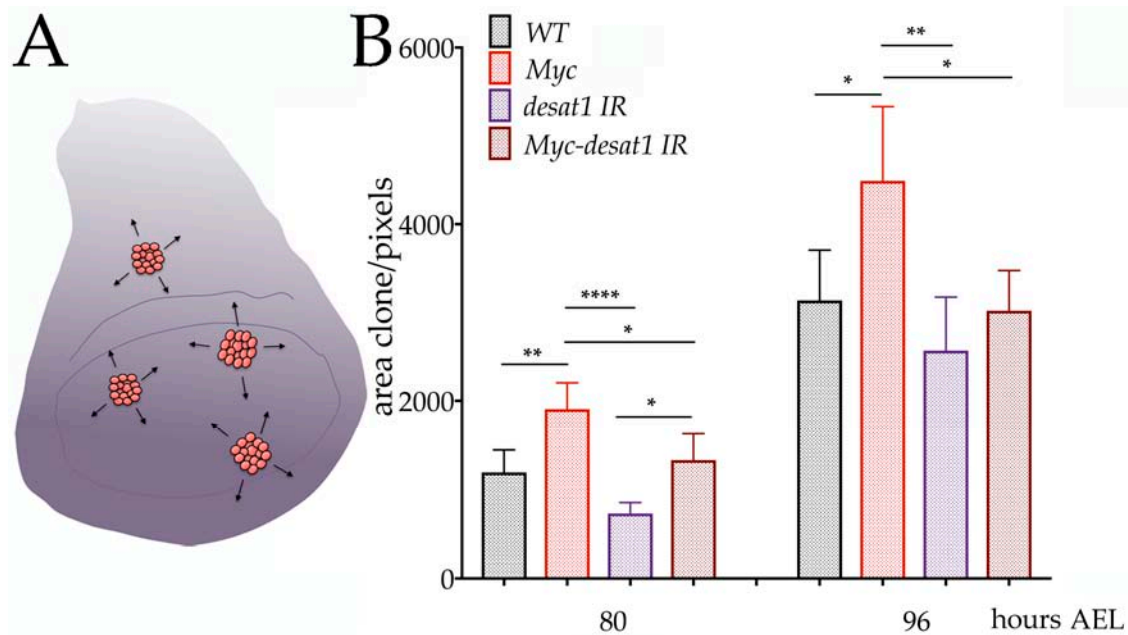 A
B
WT
Myc
desat1 IR
Myc-desat1 IR
area clone/pixels
6000
4000
2000
0
**
*
*
****
*
**
*
80
96
hours AEL